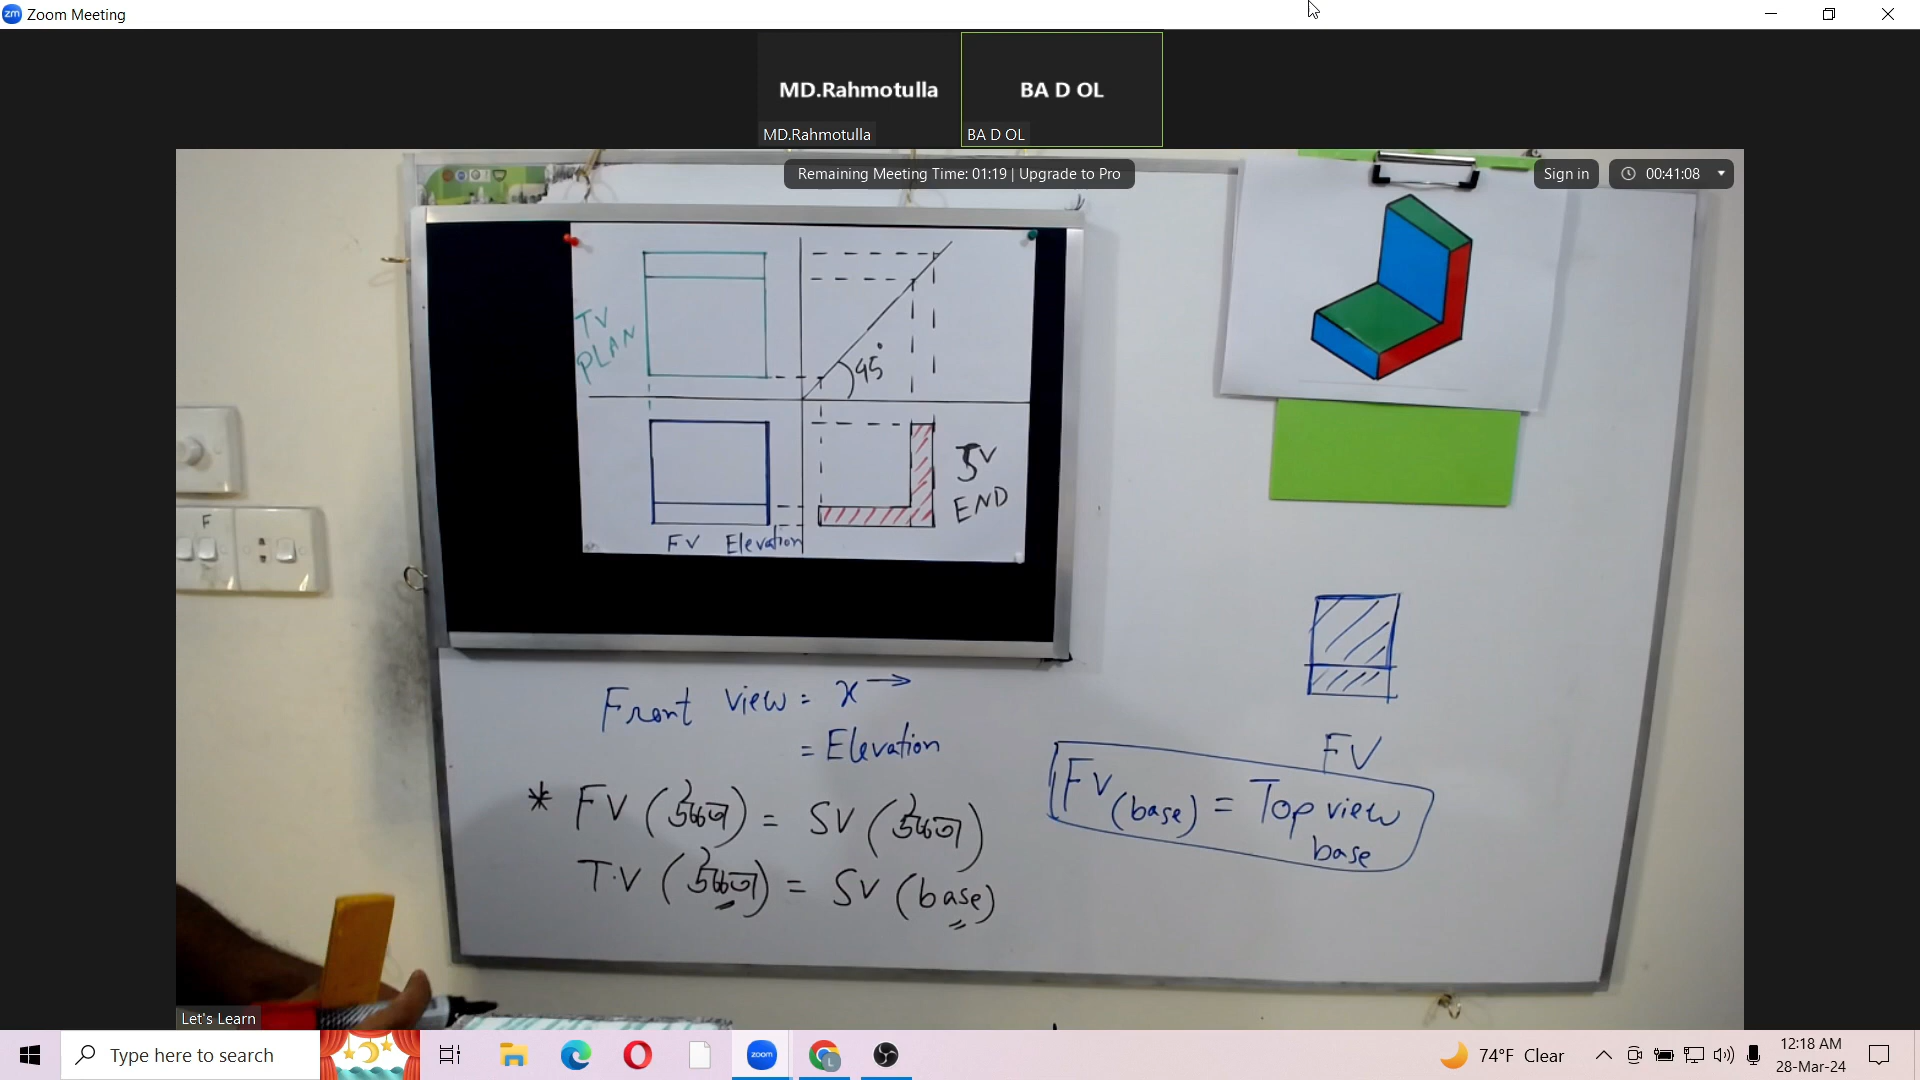 Zoom Meeting
MD.Rahmotulla
MD.Rahmotulla
BA D OL
BA D OL
Remaining Meeting Time: 01:19 | Upgrade to Pro
Sign in
00:41:08
TV
PLAN
45°
SV
END
FV Elevation
F
Front view = x →
= Elevation
* FV (উচ্চতা) = SV (উচ্চতা)
T.V (উচ্চতা) = SV (base)
FV
FV (base) = Top view
base
Let's Learn
Type here to search
zoom
74°F Clear
12:18 AM
28-Mar-24